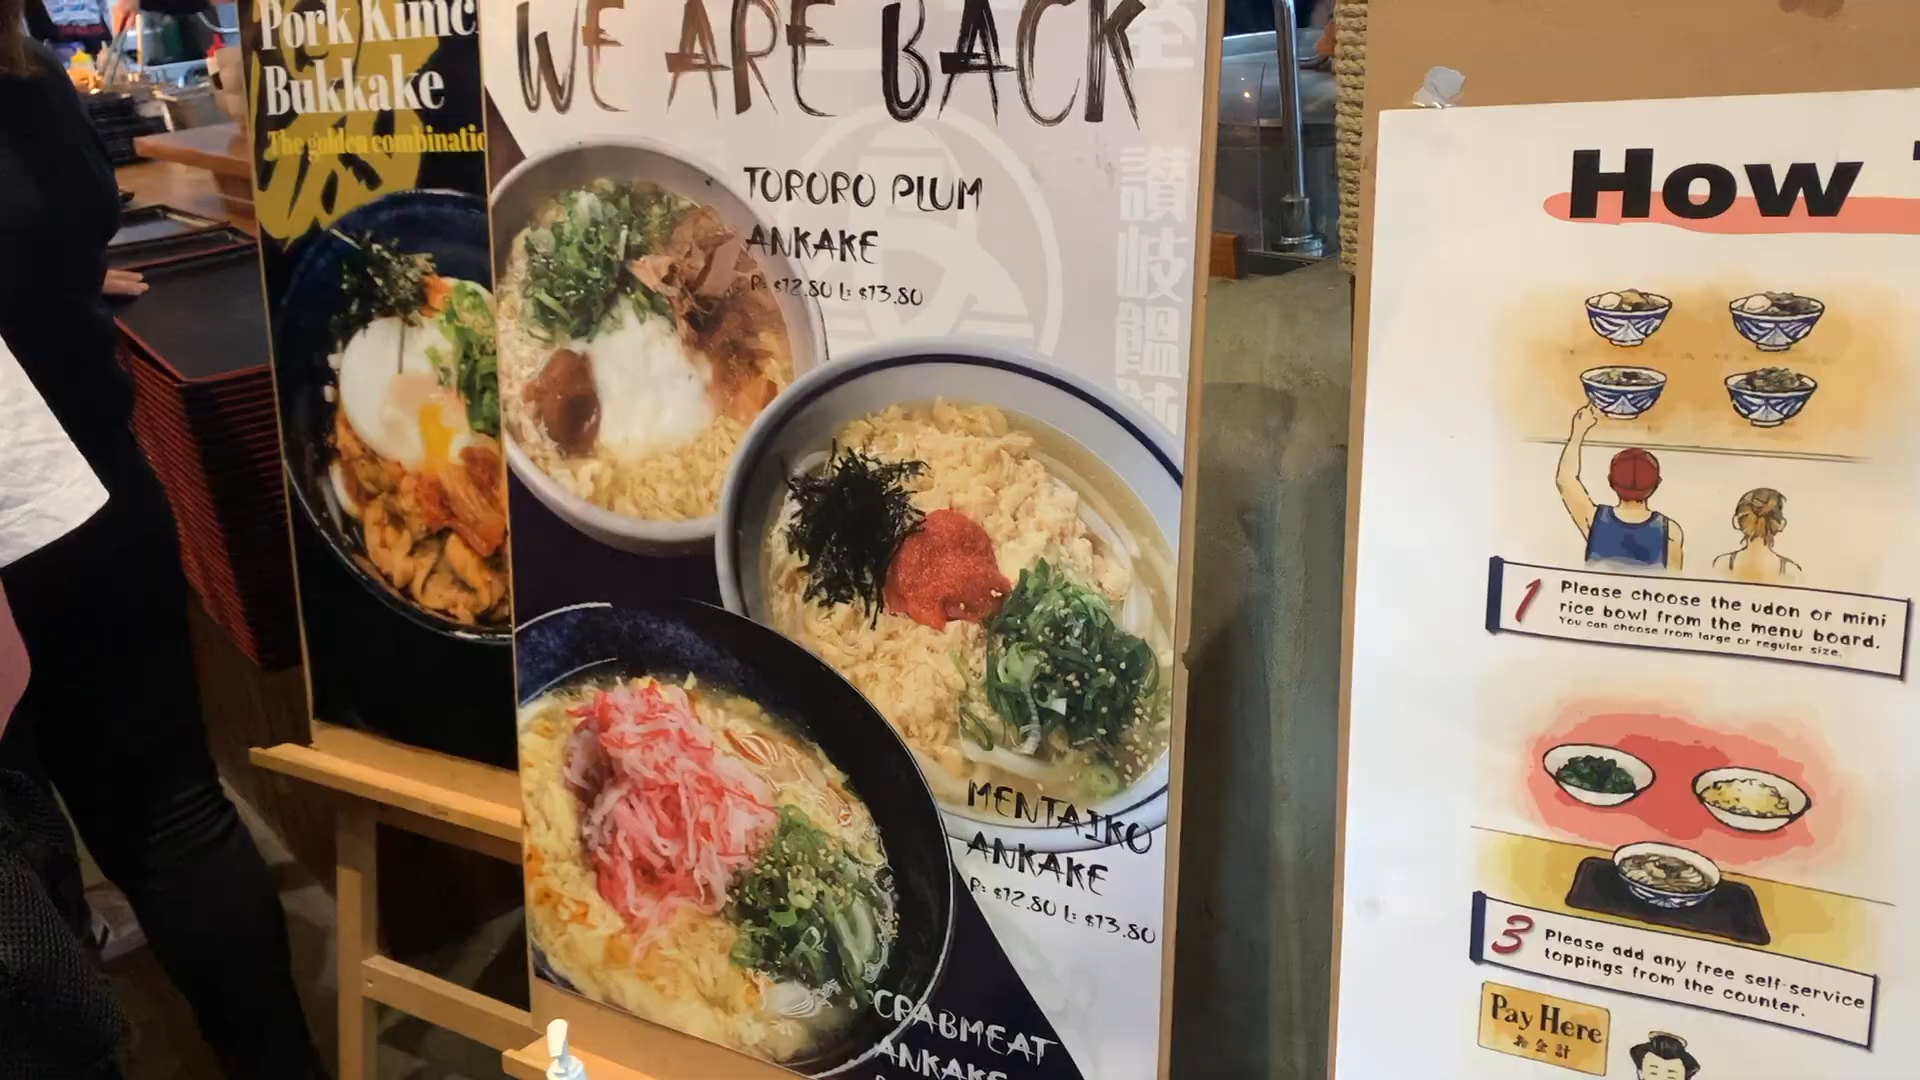 Pork Kimc
Bukkake
The golden combinatio
WE ARE BACK
TORORO PLUM
ANKAKE
R: $12.80 L: $13.80
讃岐饂飩
MENTAIKO
ANKAKE
R: $12.80 L: $13.80
CRABMEAT
ANKAKE
How
1 Please choose the udon or mini
rice bowl from the menu board.
You can choose from large or regular size.
3 Please add any free self-service
toppings from the counter.
Pay Here
お会計